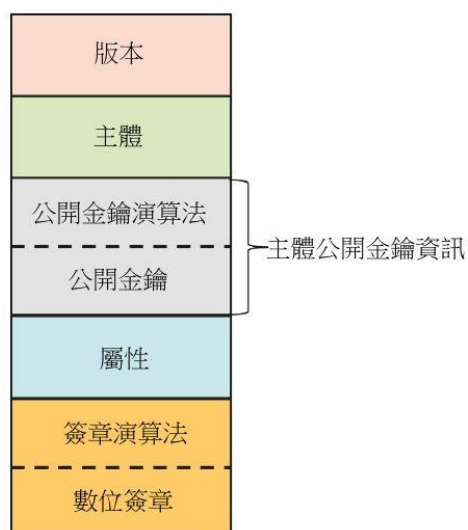 版本
主體
公開金鑰演算法
公開金鑰
主體公開金鑰資訊
屬性
簽章演算法
數位簽章